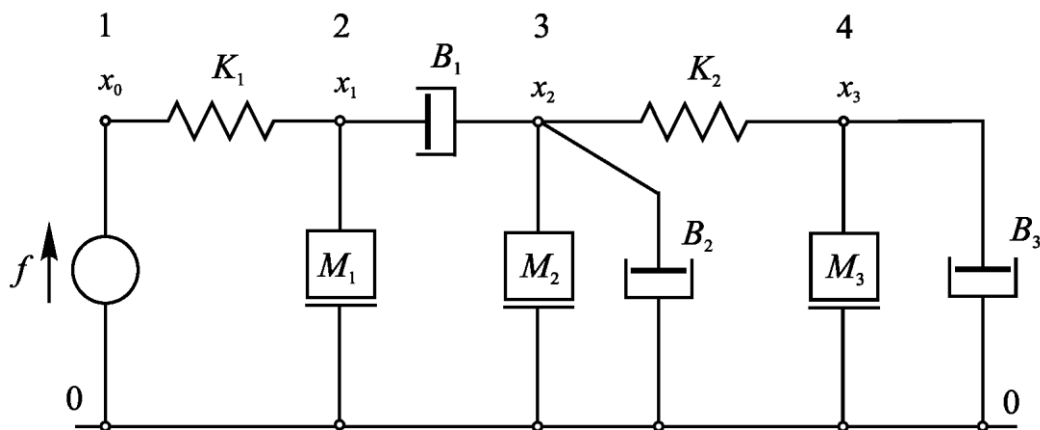 1 2 3 4
x₀ K₁ x₁ B₁ x₂ K₂ x₃
f M₁ M₂ B₂ M₃ B₃
0 0